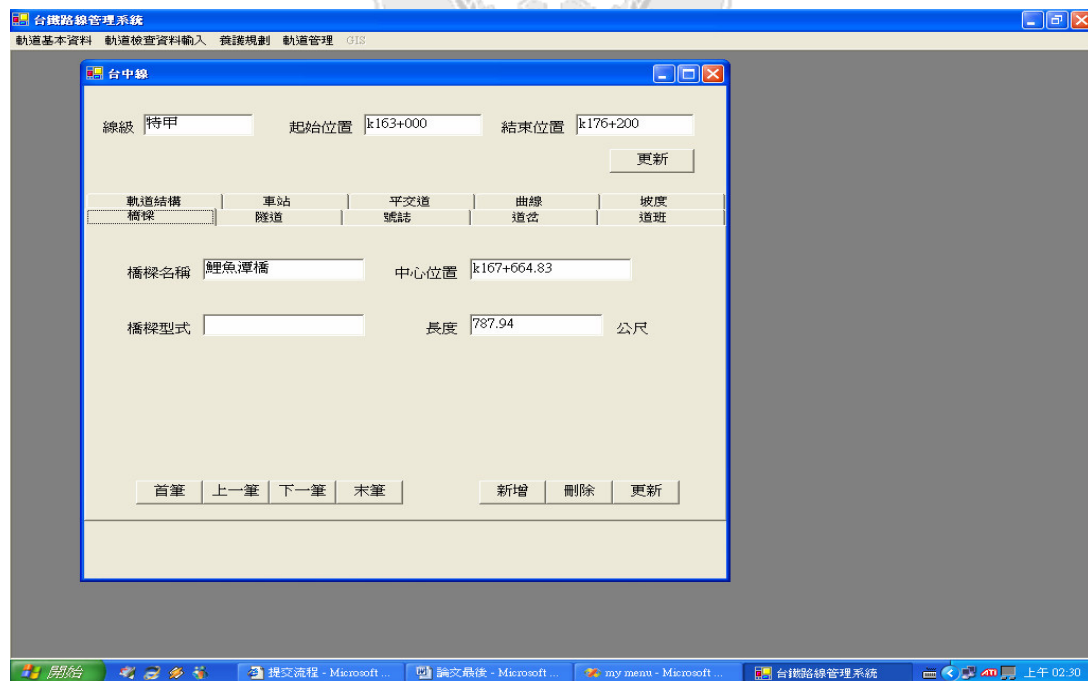 台鐵路線管理系統
軌道基本資料 軌道檢查資料輸入 養護規劃 軌道管理 GIS
台中線
線級 特甲 起始位置 k163+000 結束位置 k176+200
更新
軌道結構 車站 平交道 曲線 坡度
橋樑 隧道 號誌 道岔 道班
橋樑名稱 鯉魚潭橋 中心位置 k167+664.83
橋樑型式 長度 787.94 公尺
首筆 上一筆 下一筆 末筆 新增 刪除 更新
開始 提交流程 - Microsoft ... 論文最後 - Microsoft ... my menu - Microsoft ... 台鐵路線管理系統 ATI 上午 02:30